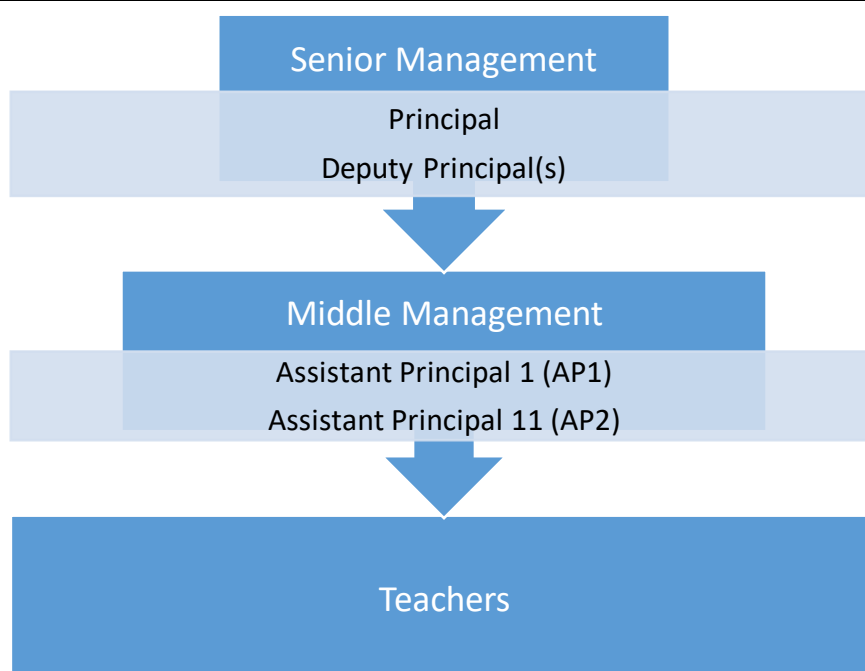 Senior Management
Principal
Deputy Principal(s)
Middle Management
Assistant Principal 1 (AP1)
Assistant Principal 11 (AP2)
Teachers